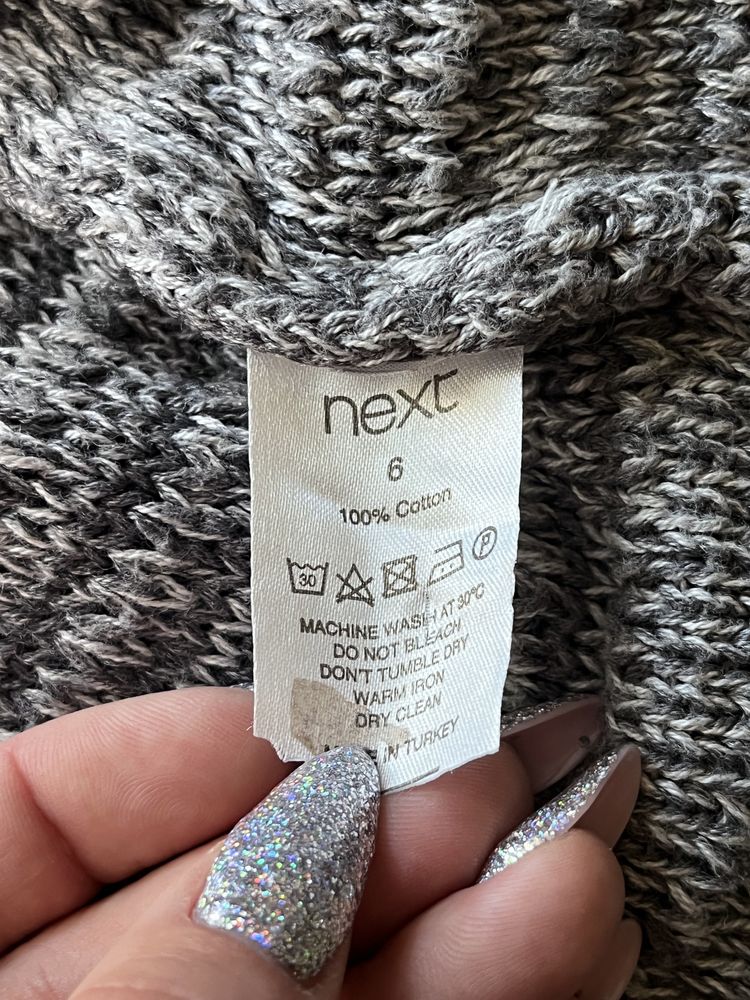 next
6
100% Cotton
30 P
MACHINE WASH AT 30°C
DO NOT BLEACH
DON'T TUMBLE DRY
WARM IRON
DRY CLEAN
IN TURKEY